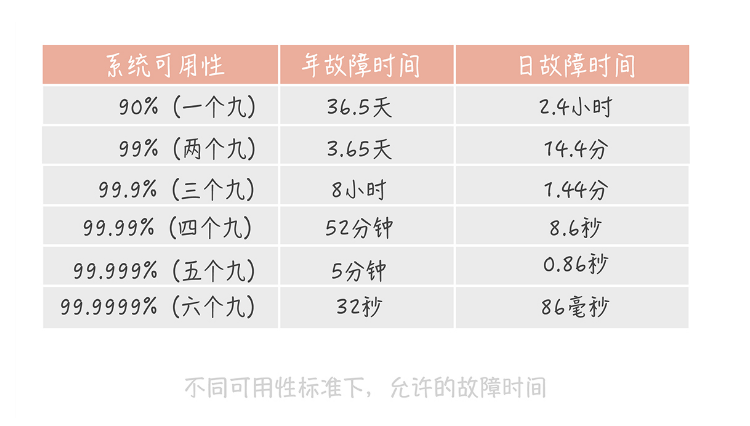 系统可用性 年故障时间 日故障时间
90%（一个九） 36.5天 2.4小时
99%（两个九） 3.65天 14.4分
99.9%（三个九） 8小时 1.44分
99.99%（四个九） 52分钟 8.6秒
99.999%（五个九） 5分钟 0.86秒
99.9999%（六个九） 32秒 86毫秒
不同可用性标准下，允许的故障时间